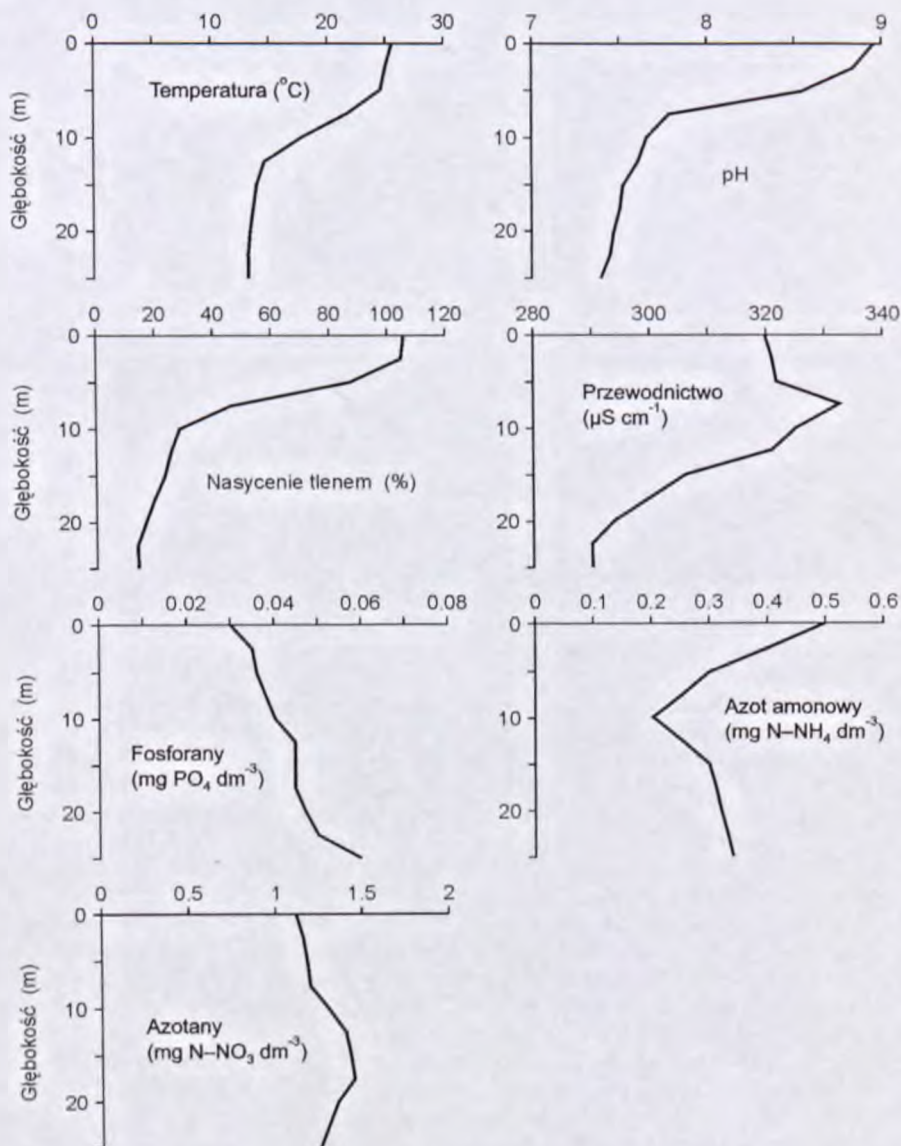 0 10 20 30
7 8 9
0
10
20
Głębokość (m)
Temperatura (°C)
pH
0 20 40 60 80 100 120
280 300 320 340
0
10
20
Głębokość (m)
Nasycenie tlenem (%)
Przewodnictwo
(µS cm⁻¹)
0 0.02 0.04 0.06 0.08
0 0.1 0.2 0.3 0.4 0.5 0.6
0
10
20
Głębokość (m)
Fosforany
(mg PO₄ dm⁻³)
0
10
20
Azot amonowy
(mg N–NH₄ dm⁻³)
0 0.5 1 1.5 2
0
10
20
Głębokość (m)
Azotany
(mg N–NO₃ dm⁻³)